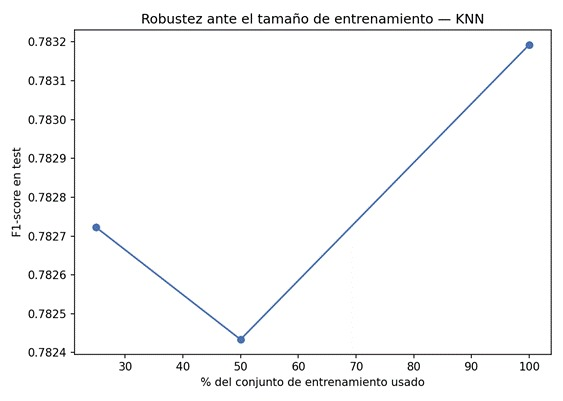 Robustez ante el tamaño de entrenamiento — KNN
F1-score en test
0.7832
0.7831
0.7830
0.7829
0.7828
0.7827
0.7826
0.7825
0.7824
30 40 50 60 70 80 90 100
% del conjunto de entrenamiento usado